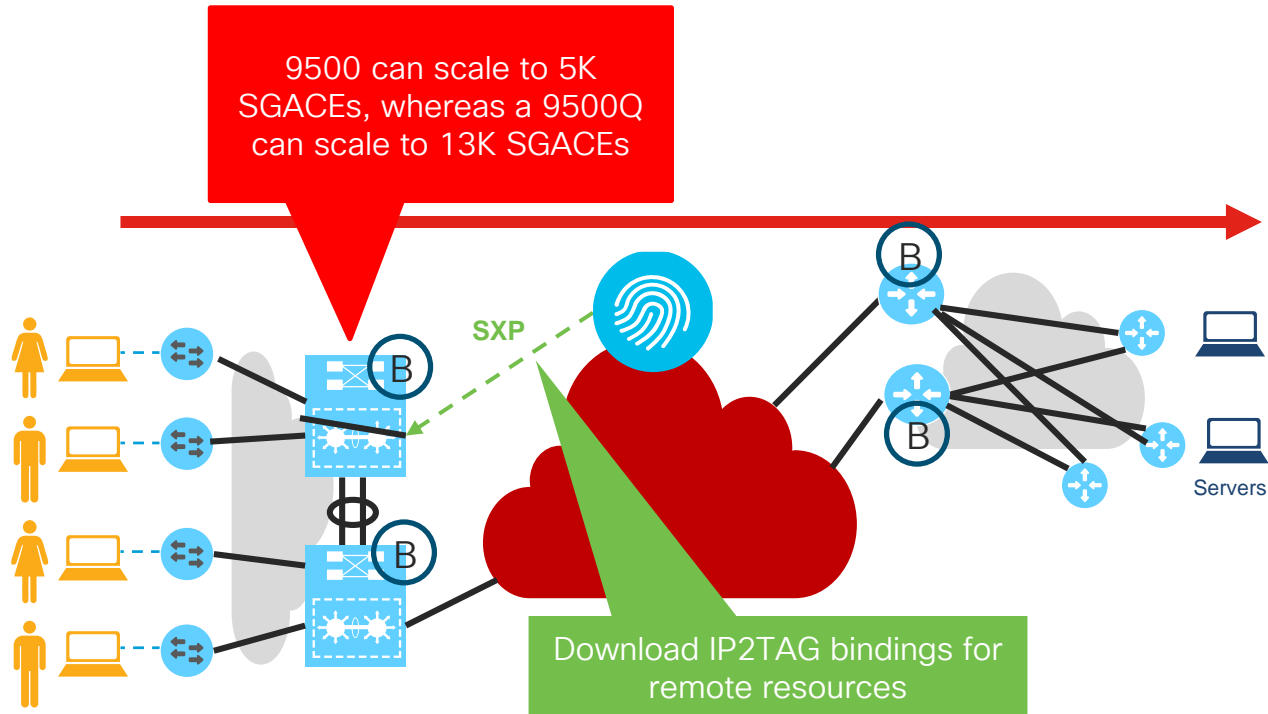 9500 can scale to 5K
SGACEs, whereas a 9500Q
can scale to 13K SGACEs
B
SXP
B
B
B
Servers
Download IP2TAG bindings for
remote resources